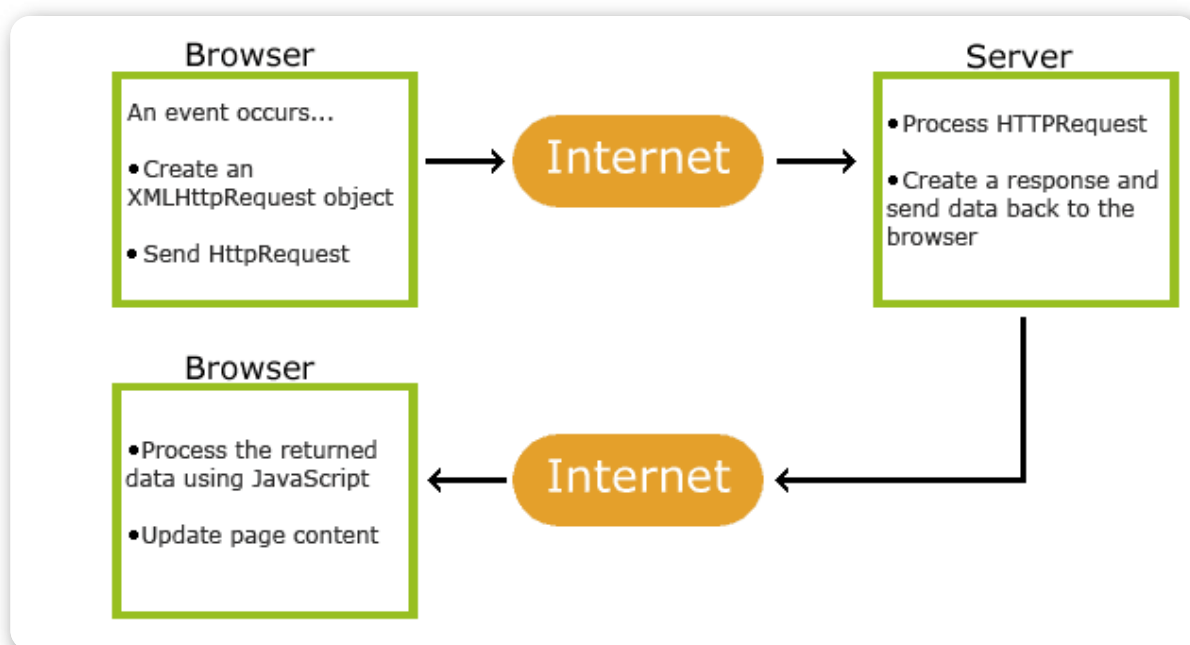 Browser
An event occurs...
•Create an
XMLHttpRequest object
• Send HttpRequest
Internet
Server
•Process HTTPRequest
•Create a response and
send data back to the
browser
Browser
•Process the returned
data using JavaScript
•Update page content
Internet